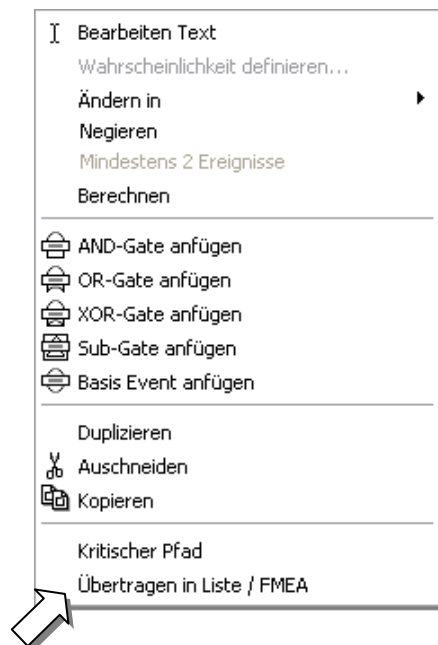 Bearbeiten Text
Wahrscheinlichkeit definieren...
Ändern in
Negieren
Mindestens 2 Ereignisse
Berechnen
AND-Gate anfügen
OR-Gate anfügen
XOR-Gate anfügen
Sub-Gate anfügen
Basis Event anfügen
Duplizieren
Auschneiden
Kopieren
Kritischer Pfad
Übertragen in Liste / FMEA